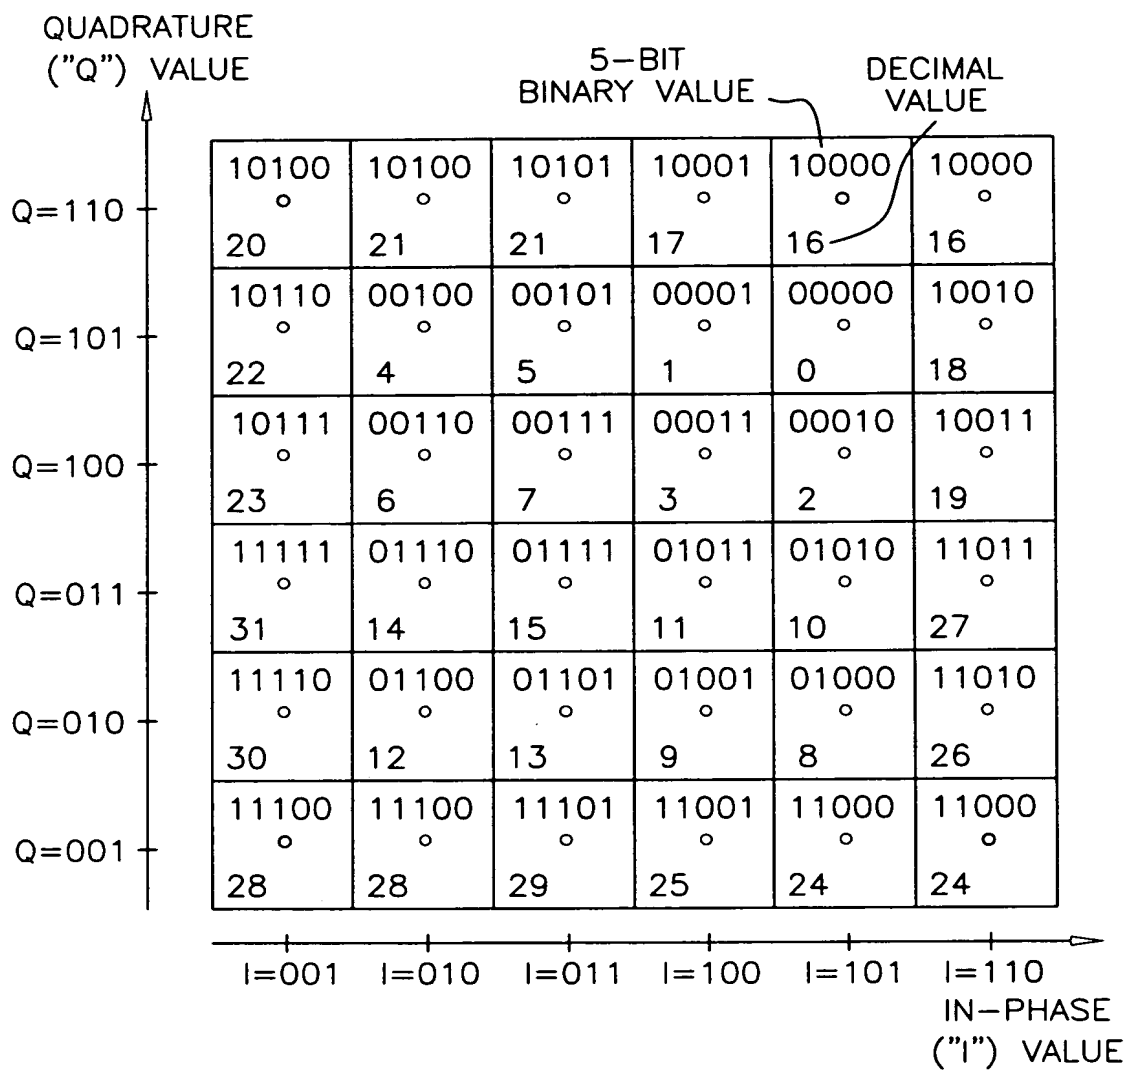 QUADRATURE
("Q") VALUE
5-BIT
BINARY VALUE
DECIMAL
VALUE
10100 10100 10101 10001 10000 10000
Q=110
20 21 21 17 16 16
10110 00100 00101 00001 00000 10010
Q=101
22 4 5 1 0 18
10111 00110 00111 00011 00010 10011
Q=100
23 6 7 3 2 19
11111 01110 01111 01011 01010 11011
Q=011
31 14 15 11 10 27
11110 01100 01101 01001 01000 11010
Q=010
30 12 13 9 8 26
11100 11100 11101 11001 11000 11000
Q=001
28 28 29 25 24 24
I=001 I=010 I=011 I=100 I=101 I=110
IN-PHASE
("I") VALUE